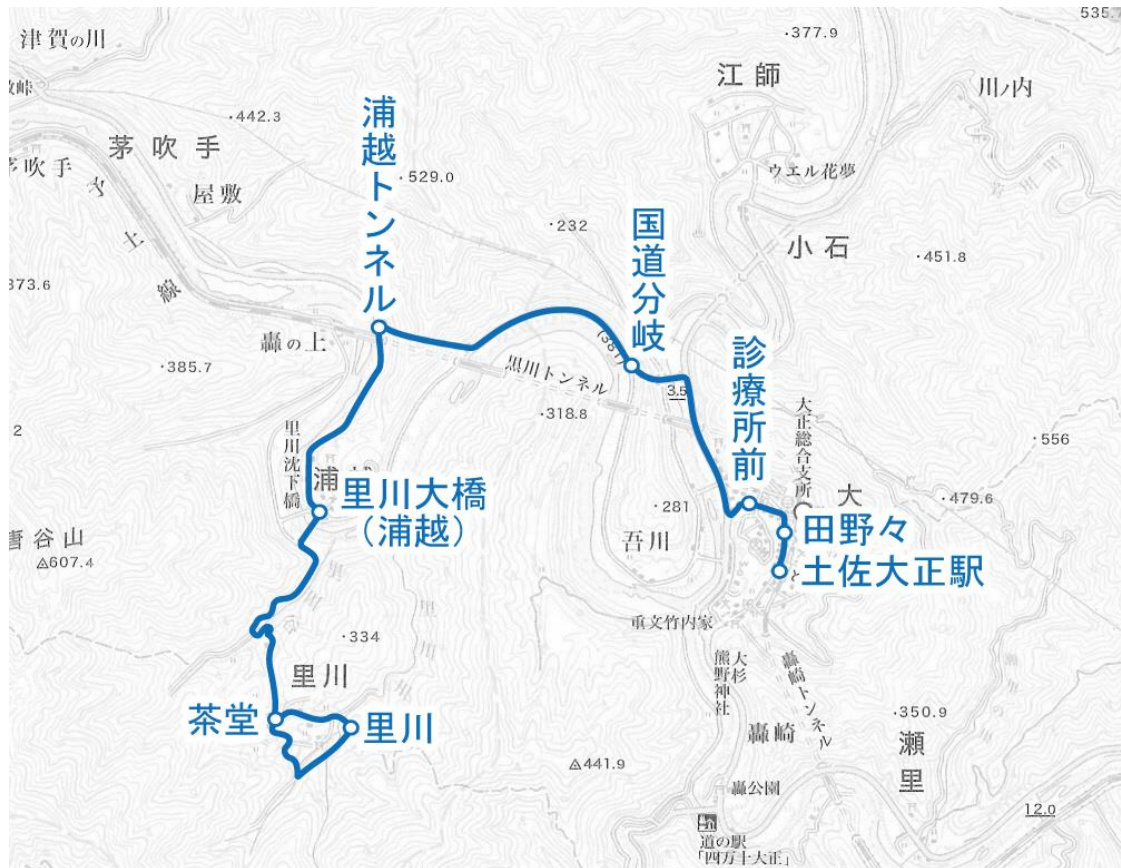 535.7
津賀の川
・377.9
江師
川ノ内
・442.3
浦越トンネル
茅吹手
茅吹手
屋敷
・529.0
ウエル花夢
・232
国道分岐
小石
・451.8
373.6
土
線
轟の上
(381)
黒川トンネル
・385.7
3.5
診療所前
・318.8
大正総合支所
・556
里川沈下橋
浦
里川大橋
（浦越）
・281
大
・479.6
唐谷山
△607.4
吾川
田野々
土佐大正駅
・334
重文竹内家
里川
大杉
熊野神社
轟崎トンネル
茶堂
里川
轟崎
・350.9
瀬里
△441.9
轟公園
12.0
道の駅
「四万十大正」